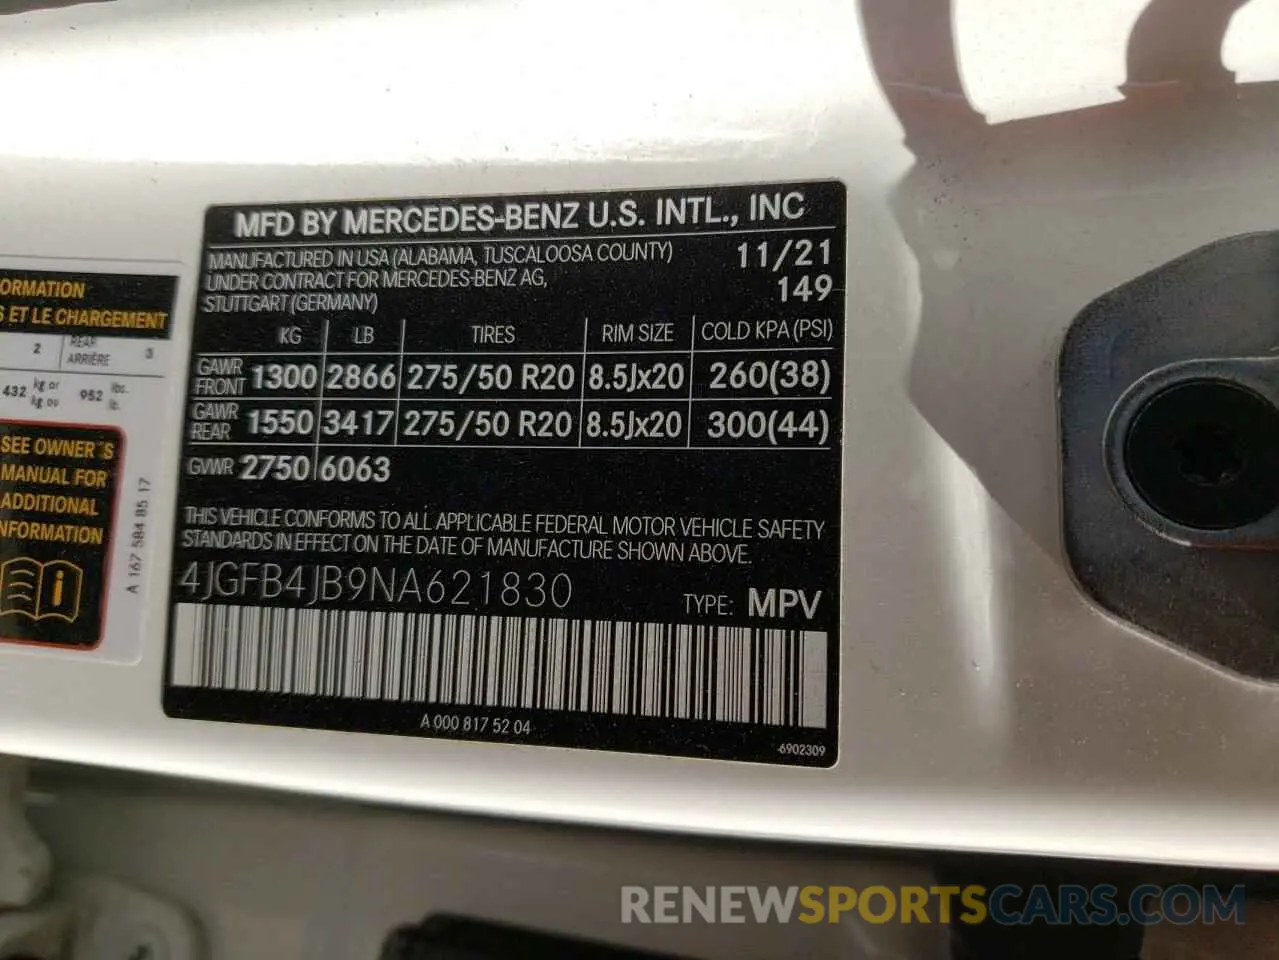 MFD BY MERCEDES-BENZ U.S. INTL., INC
MANUFACTURED IN USA (ALABAMA, TUSCALOOSA COUNTY) 11/21
UNDER CONTRACT FOR MERCEDES-BENZ AG, 149
STUTTGART (GERMANY)
KG LB TIRES RIM SIZE COLD KPA (PSI)
GAWR FRONT 1300 2866 275/50 R20 8.5Jx20 260(38)
GAWR REAR 1550 3417 275/50 R20 8.5Jx20 300(44)
GVWR 2750 6063
THIS VEHICLE CONFORMS TO ALL APPLICABLE FEDERAL MOTOR VEHICLE SAFETY
STANDARDS IN EFFECT ON THE DATE OF MANUFACTURE SHOWN ABOVE.
4JGFB4JB9NA621830 TYPE: MPV
A 000 817 52 04
-6902309
ORMATION
S ET LE CHARGEMENT
2 REAR ARRIÈRE 3
432 kg or kg ou 952 lbs. lb.
SEE OWNER´S
MANUAL FOR
ADDITIONAL
NFORMATION
i
A 167 584 85 17
RENEWSPORTSCARS.COM